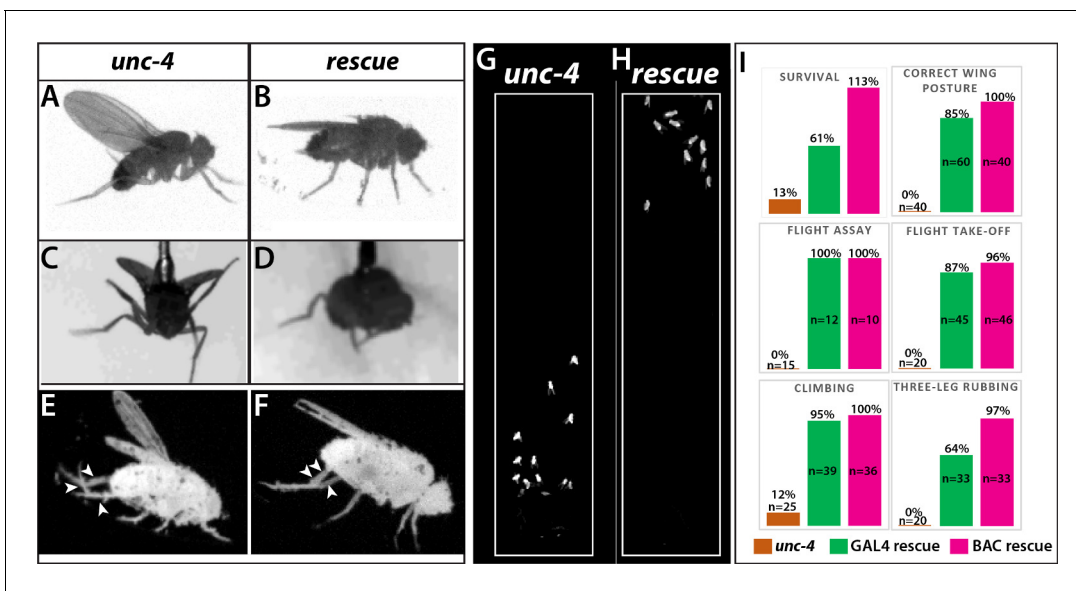 unc-4
rescue
A
B
C
D
E
F
G
unc-4
H
rescue
I
SURVIVAL
13%
61%
113%
CORRECT WING
POSTURE
0%
n=40
85%
n=60
100%
n=40
FLIGHT ASSAY
0%
n=15
100%
n=12
100%
n=10
FLIGHT TAKE-OFF
0%
n=20
87%
n=45
96%
n=46
CLIMBING
12%
n=25
95%
n=39
100%
n=36
THREE-LEG RUBBING
0%
n=20
64%
n=33
97%
n=33
unc-4
GAL4 rescue
BAC rescue